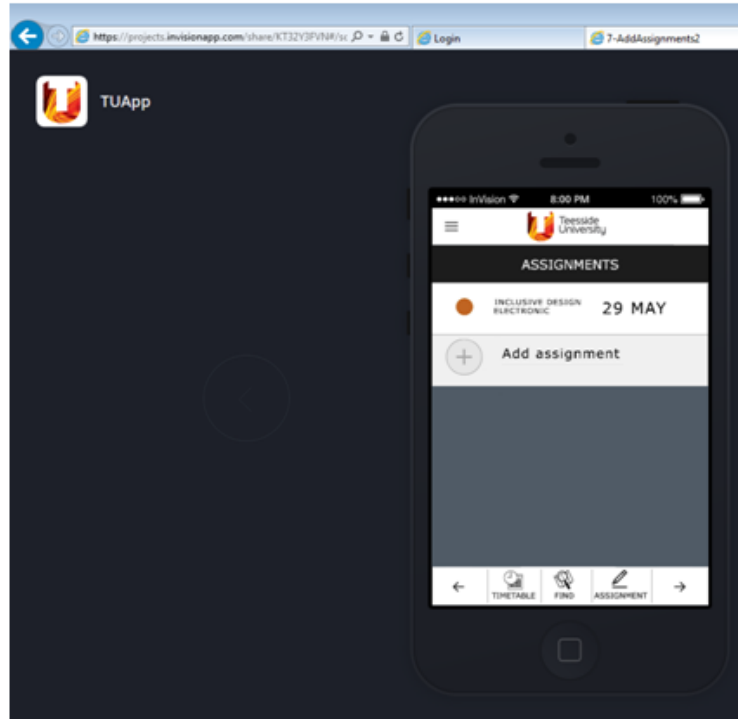 https://projects.invisionapp.com/share/KT32Y3FVN#/sc
Login
7-AddAssignments2
TUApp
InVision 8:00 PM 100%
Teesside
University
ASSIGNMENTS
INCLUSIVE DESIGN
ELECTRONIC
29 MAY
Add assignment
TIMETABLE
FIND
ASSIGNMENT